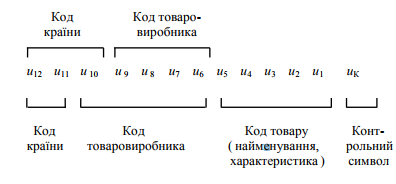 Код Код товаро-
країни виробника
u12 u11 u10 u9 u8 u7 u6 u5 u4 u3 u2 u1 uК
Код Код Код товару Конт-
країни товаровиробника ( найменування, рольний
характеристика ) символ